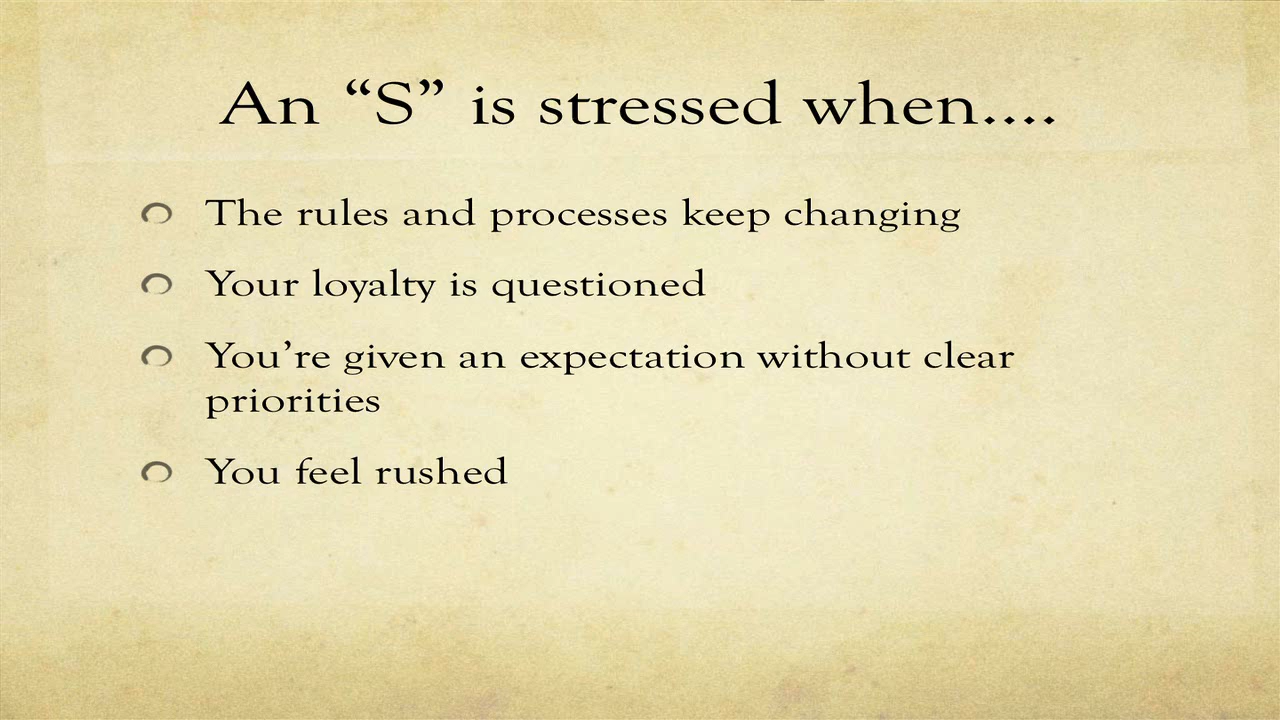 An “S” is stressed when....
The rules and processes keep changing
Your loyalty is questioned
You’re given an expectation without clear
priorities
You feel rushed